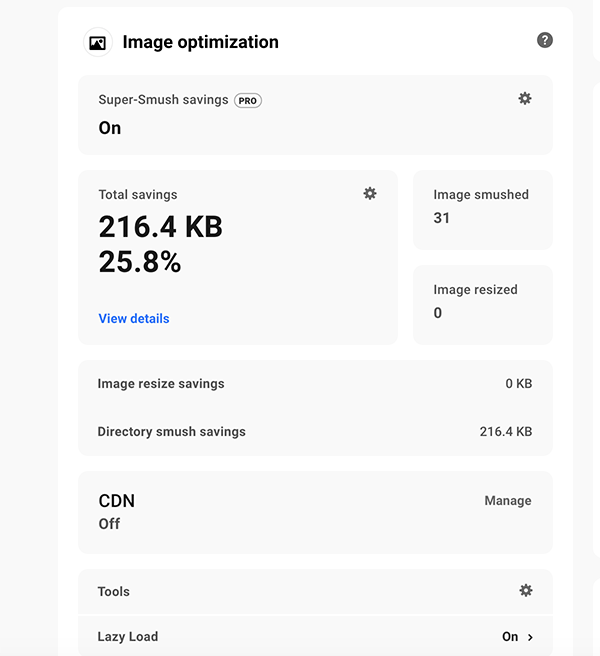 Image optimization
?
Super-Smush savings PRO
On
Total savings
216.4 KB
25.8%
View details
Image smushed
31
Image resized
0
Image resize savings 0 KB
Directory smush savings 216.4 KB
CDN Manage
Off
Tools
Lazy Load On